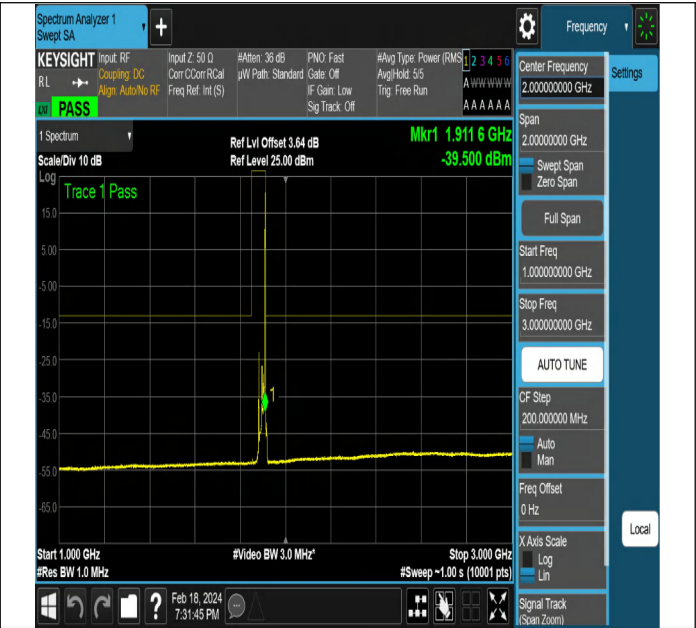 Spectrum Analyzer 1
Swept SA
+
Frequency
KEYSIGHT
RL
LXI
PASS
Input: RF
Coupling: DC
Align: Auto/No RF
Input Z: 50 Ω
Corr CCorr RCal
Freq Ref: Int (S)
#Atten: 36 dB
µW Path: Standard
PNO: Fast
Gate: Off
IF Gain: Low
Sig Track: Off
#Avg Type: Power (RMS
Avg|Hold: 5/5
Trig: Free Run
1 2 3 4 5 6
A W W W W W
A A A A A A
Center Frequency
2.000000000 GHz
Settings
1 Spectrum
Scale/Div 10 dB
Ref Lvl Offset 3.64 dB
Ref Level 25.00 dBm
Mkr1 1.911 6 GHz
-39.500 dBm
Span
2.00000000 GHz
Swept Span
Zero Span
Full Span
Start Freq
1.000000000 GHz
Stop Freq
3.000000000 GHz
AUTO TUNE
CF Step
200.000000 MHz
Auto
Man
Freq Offset
0 Hz
X Axis Scale
Log
Lin
Signal Track
(Span Zoom)
Local
Log
Trace 1 Pass
15.0
5.00
-5.00
-15.0
-25.0
-35.0
-45.0
-55.0
-65.0
1
Start 1.000 GHz
#Res BW 1.0 MHz
#Video BW 3.0 MHz*
Stop 3.000 GHz
#Sweep ~1.00 s (10001 pts)
?
Feb 18, 2024
7:31:45 PM